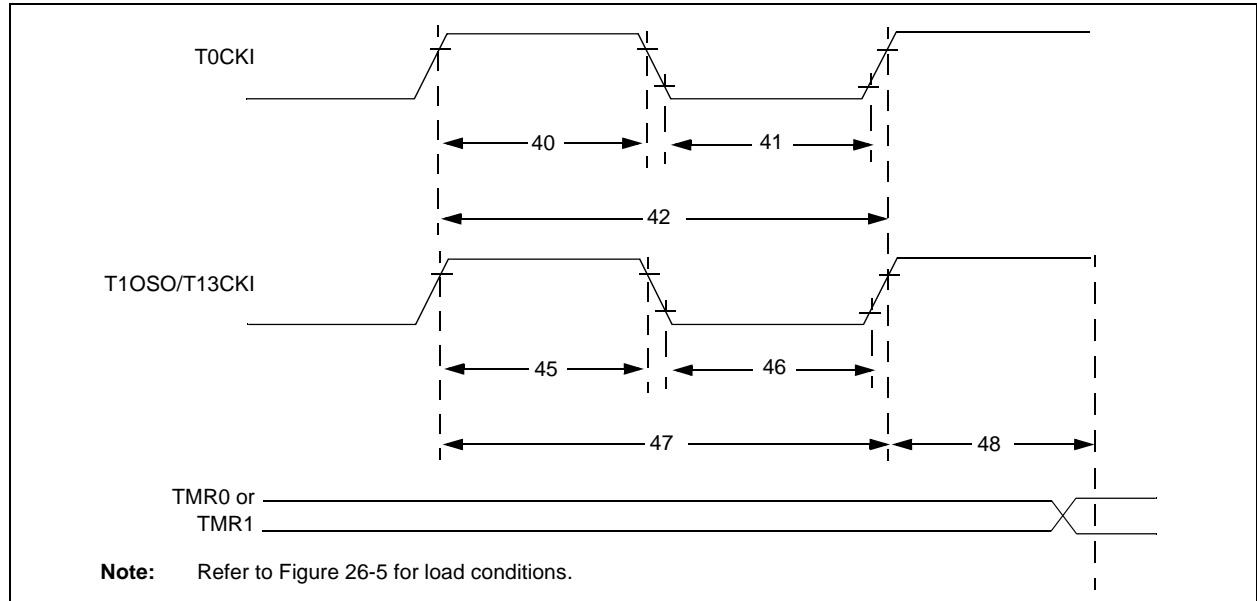 T0CKI
40
41
42
T1OSO/T13CKI
45
46
47
48
TMR0 or
TMR1
Note: Refer to Figure 26-5 for load conditions.